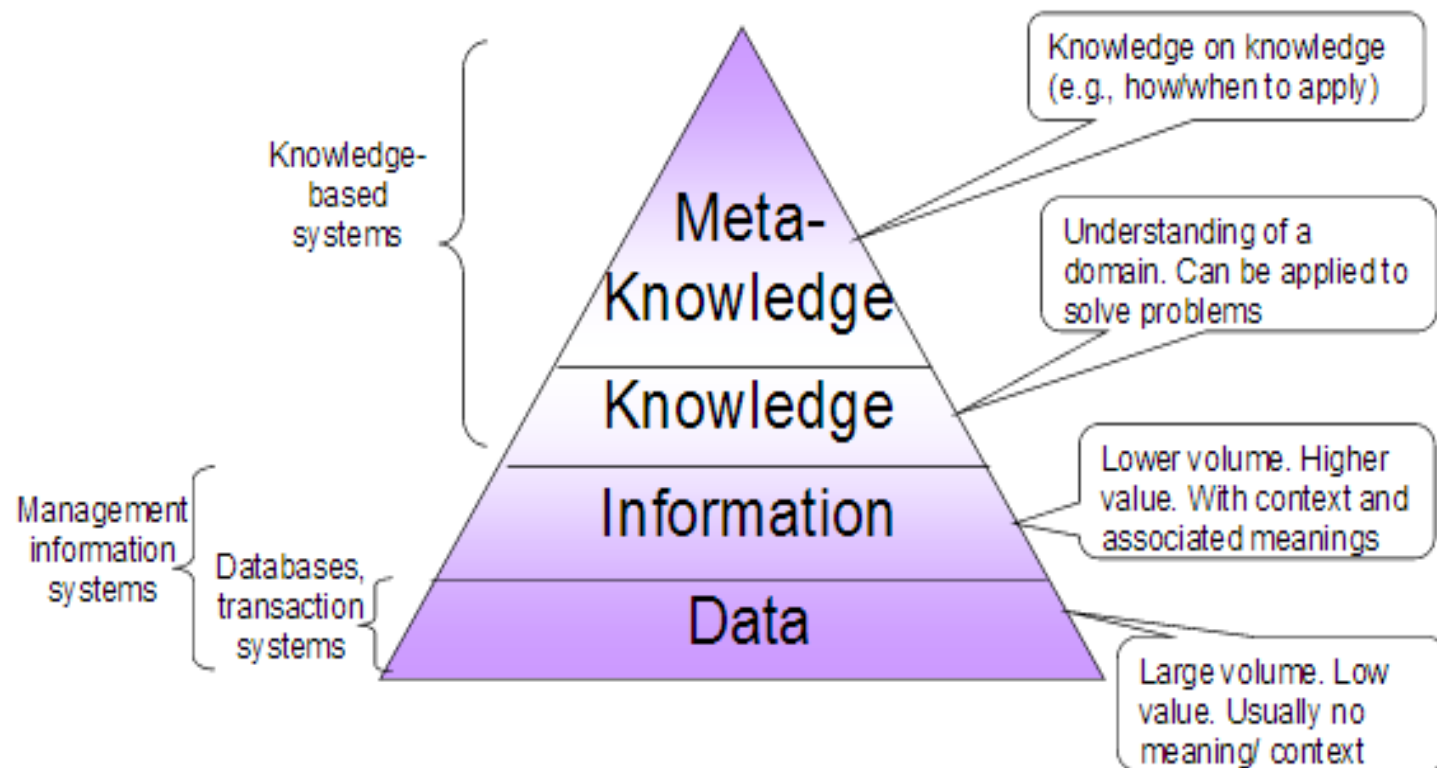 Knowledge-
based
systems
Management
information
systems
Databases,
transaction
systems
Meta-
Knowledge
Knowledge
Information
Data
Knowledge on knowledge
(e.g., how/when to apply)
Understanding of a
domain. Can be applied to
solve problems
Lower volume. Higher
value. With context and
associated meanings
Large volume. Low
value. Usually no
meaning/ context